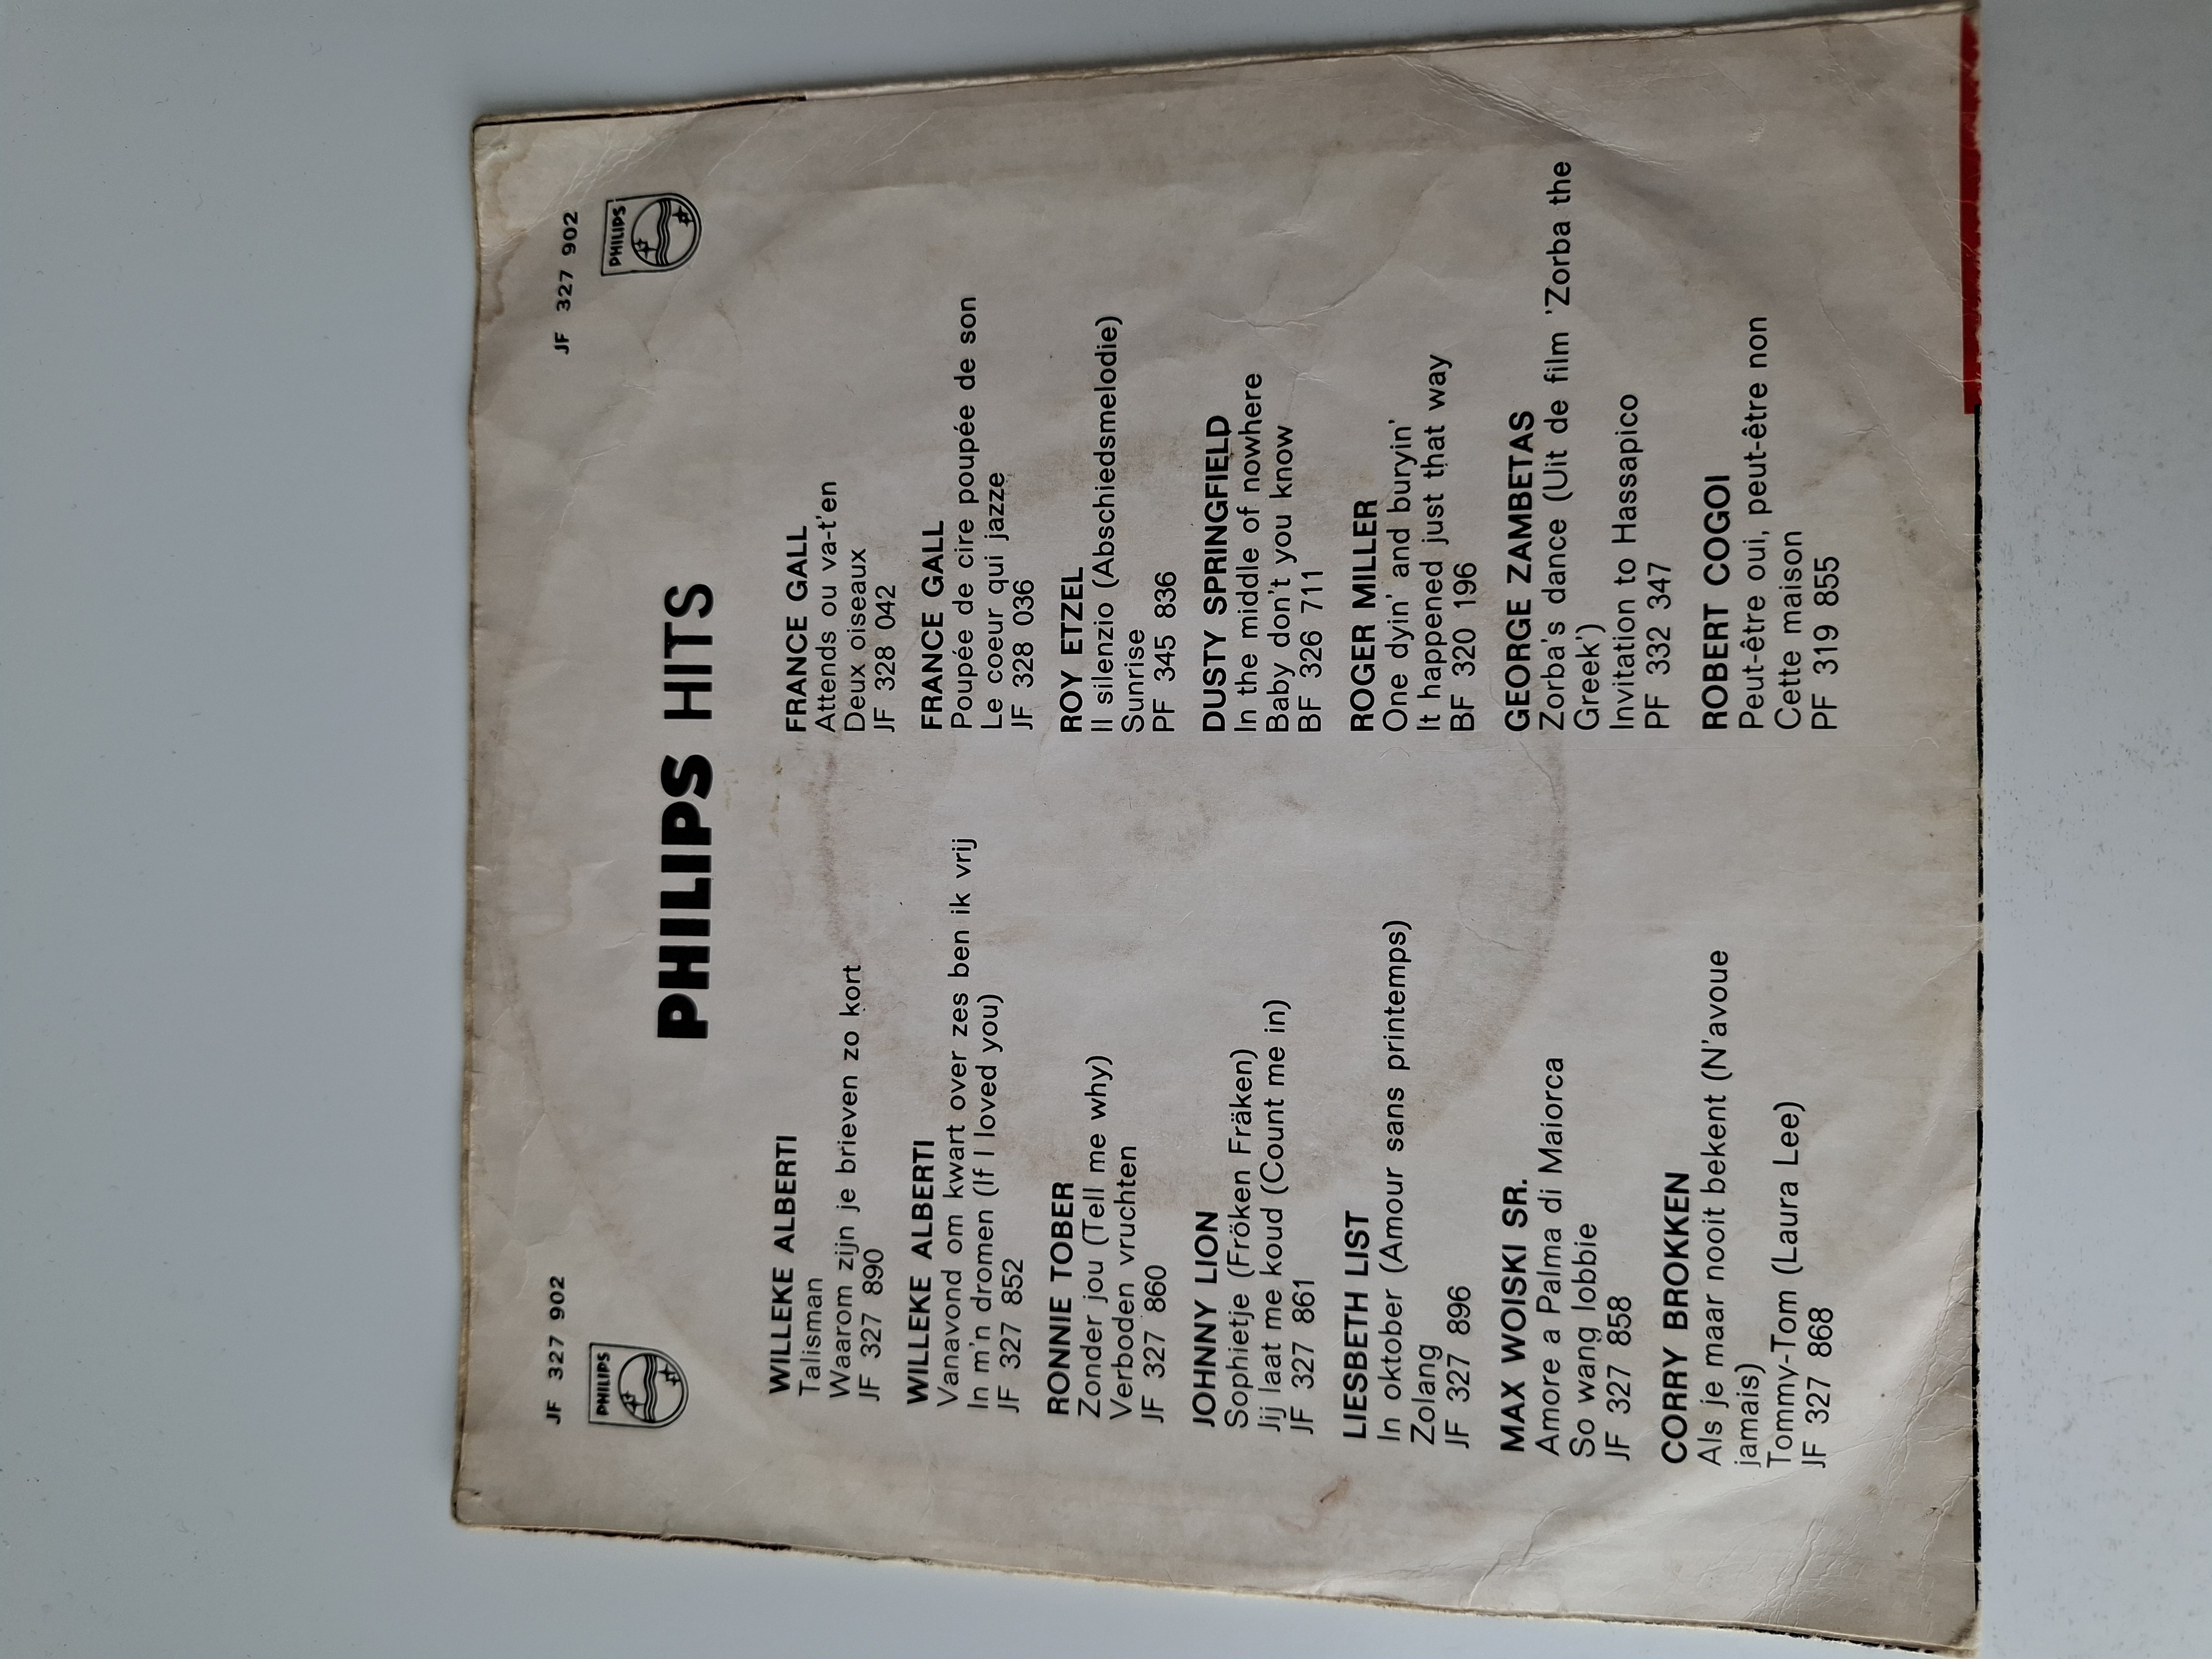 JF 327 902
PHILIPS
JF 327 902
PHILIPS
PHILIPS HITS
WILLEKE ALBERTI
Talisman
Waarom zijn je brieven zo kort
JF 327 890
WILLEKE ALBERTI
Vanavond om kwart over zes ben ik vrij
In m'n dromen (If I loved you)
JF 327 852
RONNIE TOBER
Zonder jou (Tell me why)
Verboden vruchten
JF 327 860
JOHNNY LION
Sophietje (Fröken Fräken)
Jij laat me koud (Count me in)
JF 327 861
LIESBETH LIST
In oktober (Amour sans printemps)
Zolang
JF 327 896
MAX WOISKI SR.
Amore a Palma di Maiorca
So wang lobbie
JF 327 858
CORRY BROKKEN
Als je maar nooit bekent (N'avoue
jamais)
Tommy-Tom (Laura Lee)
JF 327 868
FRANCE GALL
Attends ou va-t'en
Deux oiseaux
JF 328 042
FRANCE GALL
Poupée de cire poupée de son
Le coeur qui jazze
JF 328 036
ROY ETZEL
Il silenzio (Abschiedsmelodie)
Sunrise
PF 345 836
DUSTY SPRINGFIELD
In the middle of nowhere
Baby don't you know
BF 326 711
ROGER MILLER
One dyin' and buryin'
It happened just that way
BF 320 196
GEORGE ZAMBETAS
Zorba's dance (Uit de film 'Zorba the
Greek')
Invitation to Hassapico
PF 332 347
ROBERT COGOI
Peut-être oui, peut-être non
Cette maison
PF 319 855